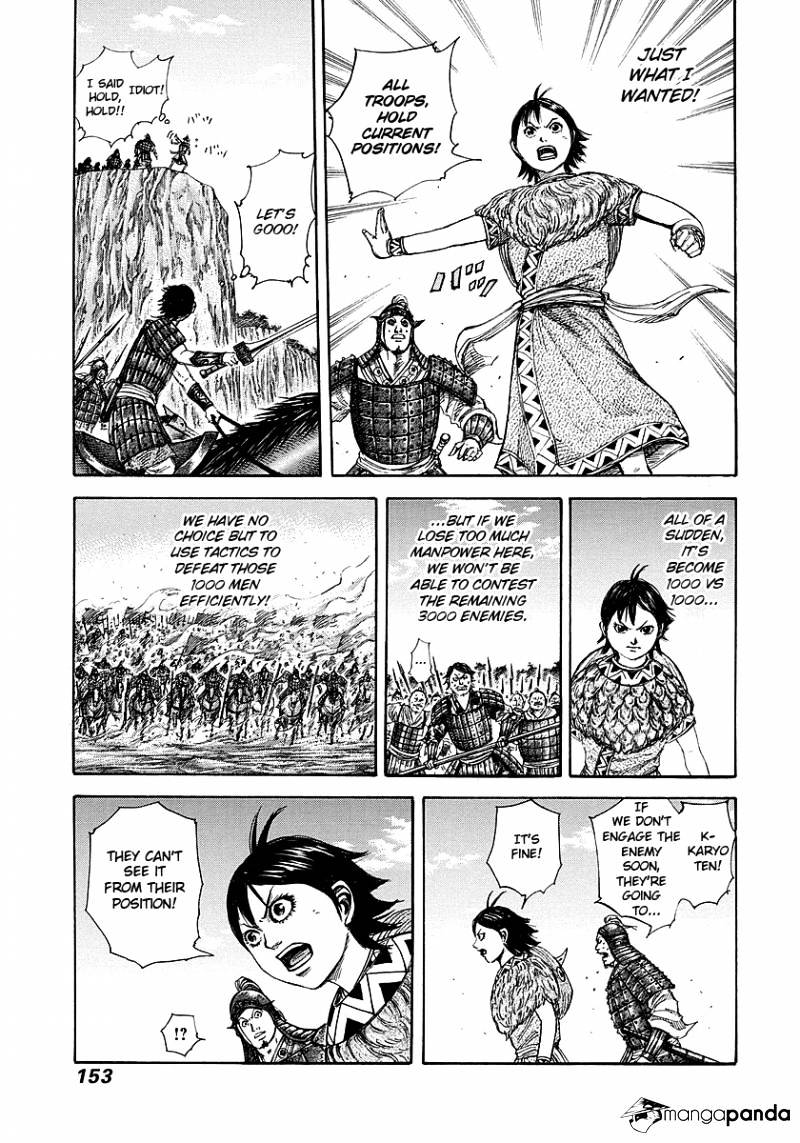 JUST
WHAT I
WANTED!
ALL
TROOPS,
HOLD
CURRENT
POSITIONS!
IDIOT!
I SAID
HOLD,
HOLD!!
LET'S
GOOO!
ALL OF A
SUDDEN,
IT'S
BECOME
1000 VS
1000...
...BUT IF WE
LOSE TOO MUCH
MANPOWER HERE,
WE WON'T BE
ABLE TO CONTEST
THE REMAINING
3000 ENEMIES.
...
WE HAVE NO
CHOICE BUT TO
USE TACTICS TO
DEFEAT THOSE
1000 MEN
EFFICIENTLY!
K-
KARYO
TEN!
IF
WE DON'T
ENGAGE THE
ENEMY
SOON,
THEY'RE
GOING
TO...
IT'S
FINE!
THEY CAN'T
SEE IT
FROM THEIR
POSITION!
!?
153
mangapanda